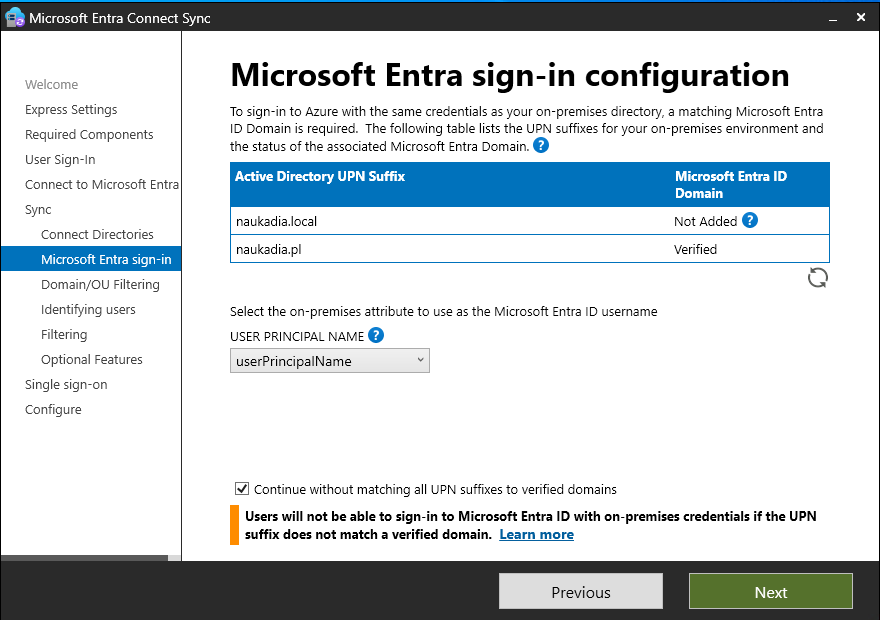 Microsoft Entra Connect Sync
Welcome
Express Settings
Required Components
User Sign-In
Connect to Microsoft Entra
Sync
Connect Directories
Microsoft Entra sign-in
Domain/OU Filtering
Identifying users
Filtering
Optional Features
Single sign-on
Configure
Microsoft Entra sign-in configuration
To sign-in to Azure with the same credentials as your on-premises directory, a matching Microsoft Entra
ID Domain is required.  The following table lists the UPN suffixes for your on-premises environment and
the status of the associated Microsoft Entra Domain. ?
Active Directory UPN Suffix
Microsoft Entra ID
Domain
naukadia.local
Not Added ?
naukadia.pl
Verified
Select the on-premises attribute to use as the Microsoft Entra ID username
USER PRINCIPAL NAME ?
userPrincipalName
Continue without matching all UPN suffixes to verified domains
Users will not be able to sign-in to Microsoft Entra ID with on-premises credentials if the UPN
suffix does not match a verified domain.  Learn more
Previous
Next